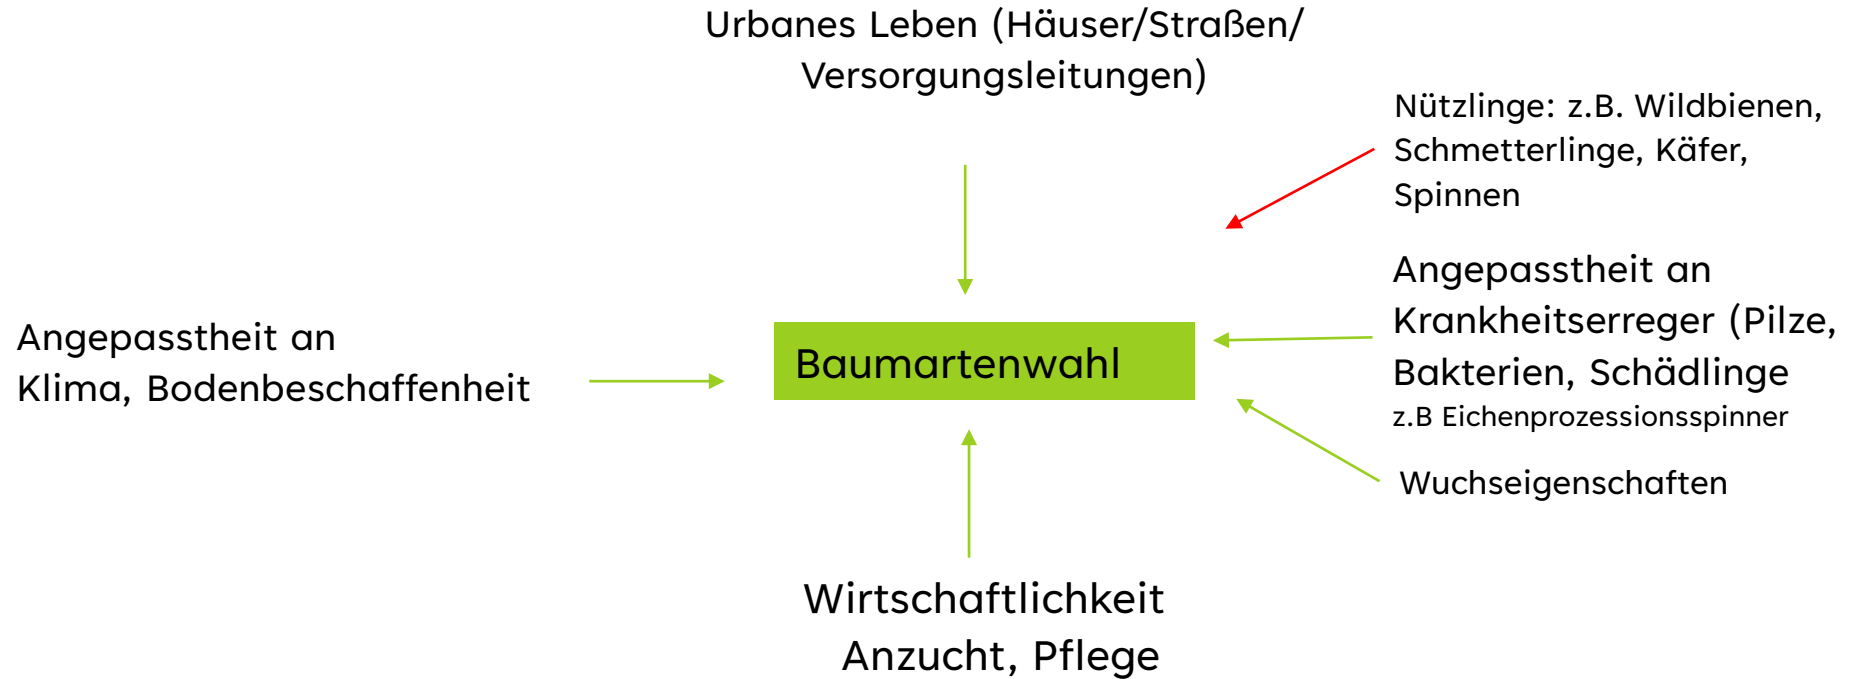 Urbanes Leben (Häuser/Straßen/
Versorgungsleitungen)
Nützlinge: z.B. Wildbienen,
Schmetterlinge, Käfer,
Spinnen
Angepasstheit an
Krankheitserreger (Pilze,
Bakterien, Schädlinge
z.B Eichenprozessionsspinner
Angepasstheit an
Klima, Bodenbeschaffenheit
Baumartenwahl
Wuchseigenschaften
Wirtschaftlichkeit
Anzucht, Pflege